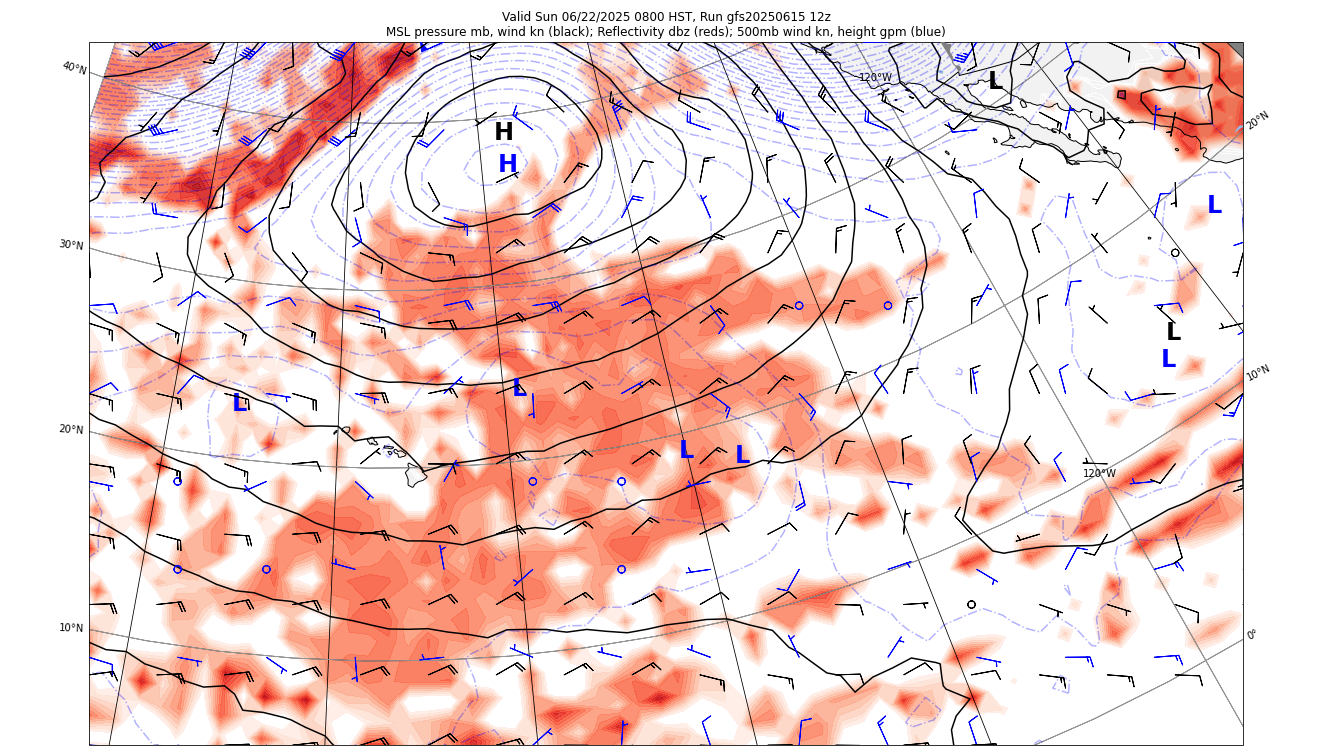 Valid Sun 06/22/2025 0800 HST, Run gfs20250615 12z
MSL pressure mb, wind kn (black); Reflectivity dbz (reds); 500mb wind kn, height gpm (blue)
40°N
120°W
L
20°N
H
H
L
30°N
L
L
10°N
L
L
20°N
L
L
120°W
10°N
0°